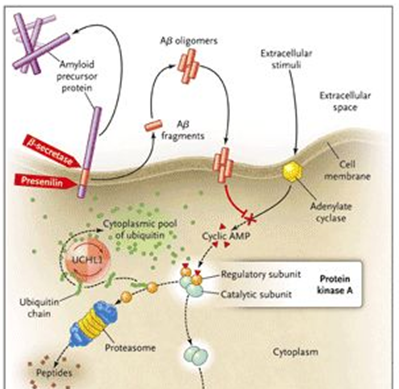 Aβ oligomers
Extracellular
stimuli
Amyloid
precursor
protein
Extracellular
space
Aβ
fragments
β-secretase
Presenilin
Cell
membrane
Adenylate
cyclase
Cytoplasmic pool
of ubiquitin
Cyclic AMP
UCHL1
Regulatory subunit
Catalytic subunit
Protein
kinase A
Ubiquitin
chain
Proteasome
Cytoplasm
Peptides